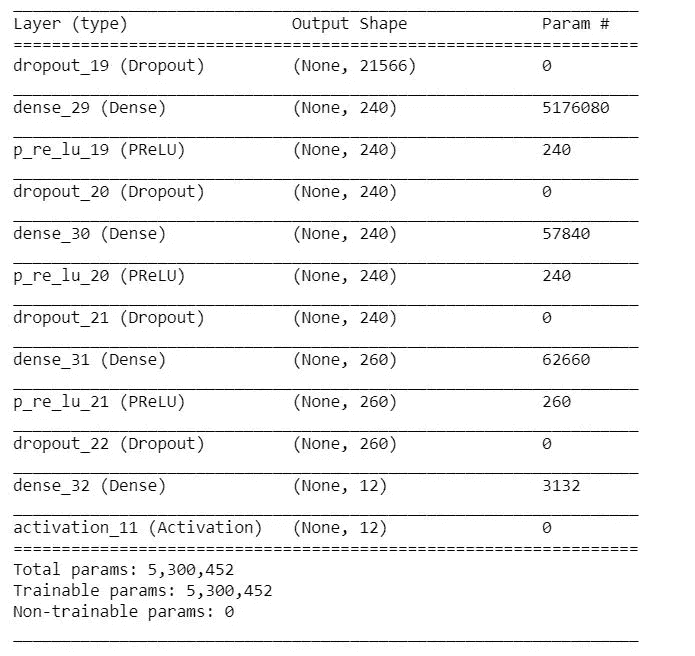 Layer (type) Output Shape Param #
=================================================================
dropout_19 (Dropout) (None, 21566) 0
dense_29 (Dense) (None, 240) 5176080
p_re_lu_19 (PReLU) (None, 240) 240
dropout_20 (Dropout) (None, 240) 0
dense_30 (Dense) (None, 240) 57840
p_re_lu_20 (PReLU) (None, 240) 240
dropout_21 (Dropout) (None, 240) 0
dense_31 (Dense) (None, 260) 62660
p_re_lu_21 (PReLU) (None, 260) 260
dropout_22 (Dropout) (None, 260) 0
dense_32 (Dense) (None, 12) 3132
activation_11 (Activation) (None, 12) 0
=================================================================
Total params: 5,300,452
Trainable params: 5,300,452
Non-trainable params: 0